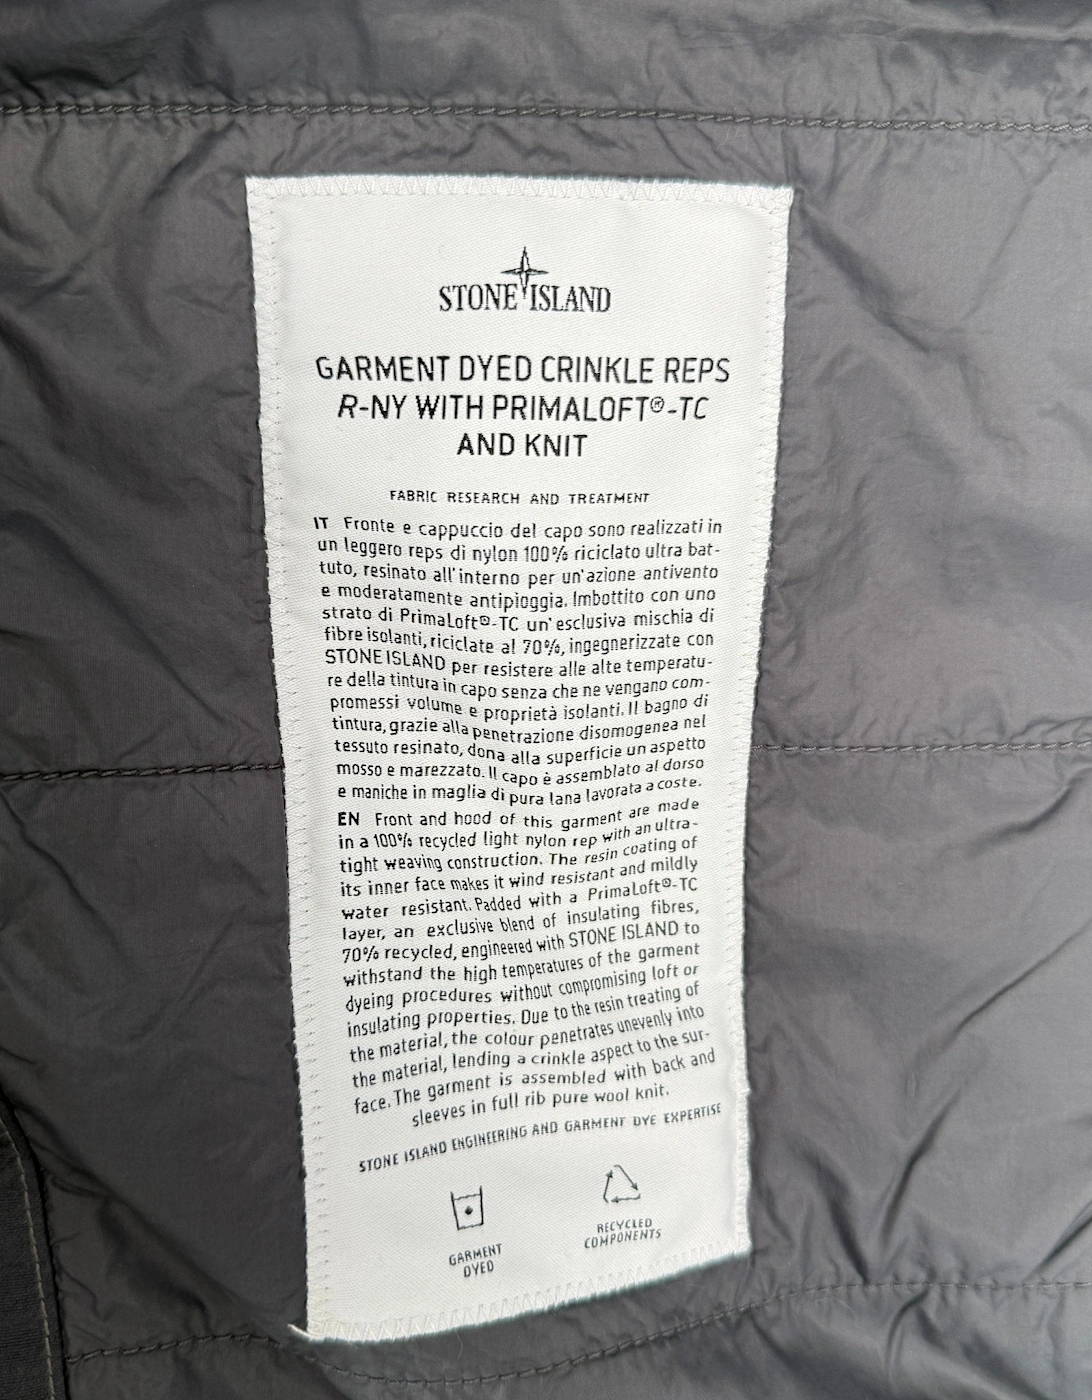 STONE ISLAND
GARMENT DYED CRINKLE REPS
R-NY WITH PRIMALOFT®-TC
AND KNIT
FABRIC RESEARCH AND TREATMENT
IT Fronte e cappuccio del capo sono realizzati in
un leggero reps di nylon 100% riciclato ultra bat-
tuto, resinato all'interno per un'azione antivento
e moderatamente antipioggia. Imbottito con uno
strato di PrimaLoft®-TC un'esclusiva mischia di
fibre isolanti, riciclate al 70%, ingegnerizzate con
STONE ISLAND per resistere alle alte temperatu-
re della tintura in capo senza che ne vengano com-
promessi volume e proprietà isolanti. Il bagno di
tintura, grazie alla penetrazione disomogenea nel
tessuto resinato, dona alla superficie un aspetto
mosso e marezzato. Il capo è assemblato al dorso
e maniche in maglia di pura lana lavorata a coste.
EN Front and hood of this garment are made
in a 100% recycled light nylon rep with an ultra-
tight weaving construction. The resin coating of
its inner face makes it wind resistant and mildly
water resistant. Padded with a PrimaLoft®-TC
layer, an exclusive blend of insulating fibres,
70% recycled, engineered with STONE ISLAND to
withstand the high temperatures of the garment
dyeing procedures without compromising loft or
insulating properties. Due to the resin treating of
the material, the colour penetrates unevenly into
the material, lending a crinkle aspect to the sur-
face. The garment is assembled with back and
sleeves in full rib pure wool knit.
STONE ISLAND ENGINEERING AND GARMENT DYE EXPERTISE
GARMENT
DYED
RECYCLED
COMPONENTS